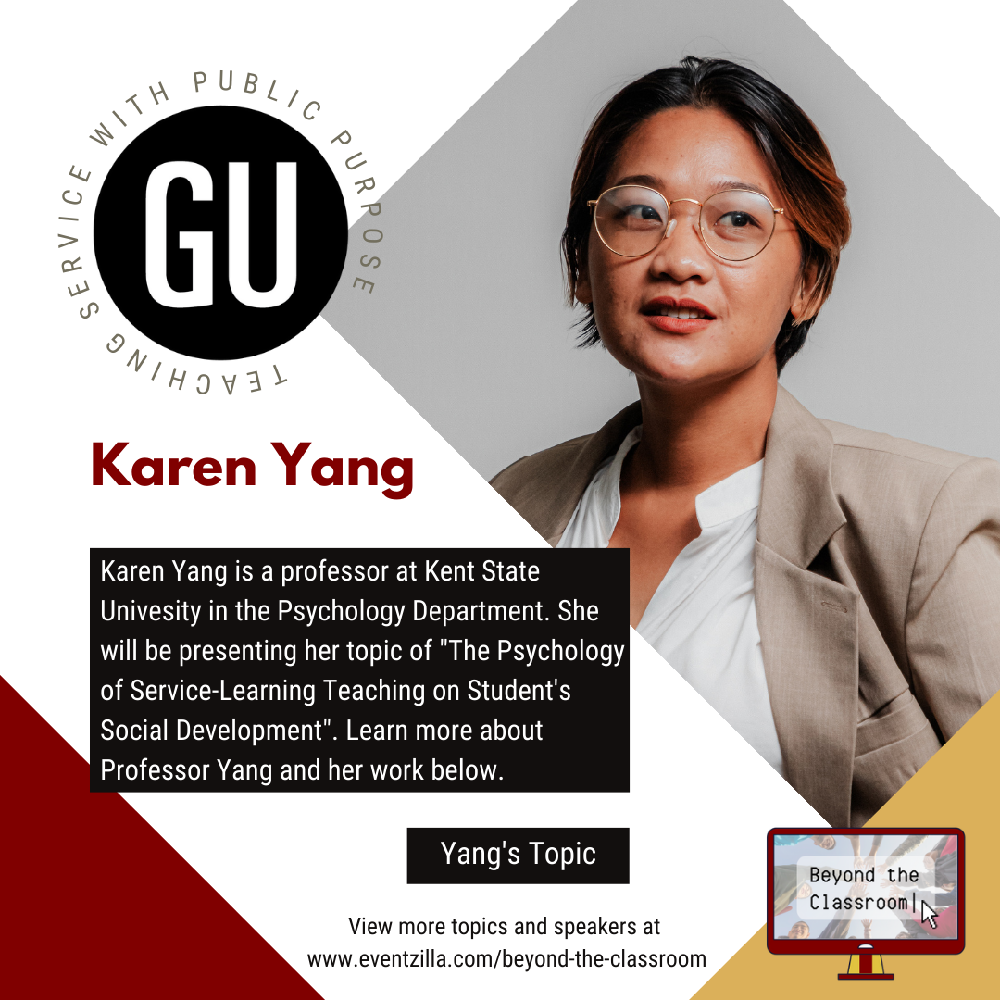 TEACHING SERVICE WITH PUBLIC PURPOSE
GU
Karen Yang
Karen Yang is a professor at Kent State
Univesity in the Psychology Department. She
will be presenting her topic of "The Psychology
of Service-Learning Teaching on Student's
Social Development". Learn more about
Professor Yang and her work below.
Yang's Topic
Beyond the
Classroom|
View more topics and speakers at
www.eventzilla.com/beyond-the-classroom